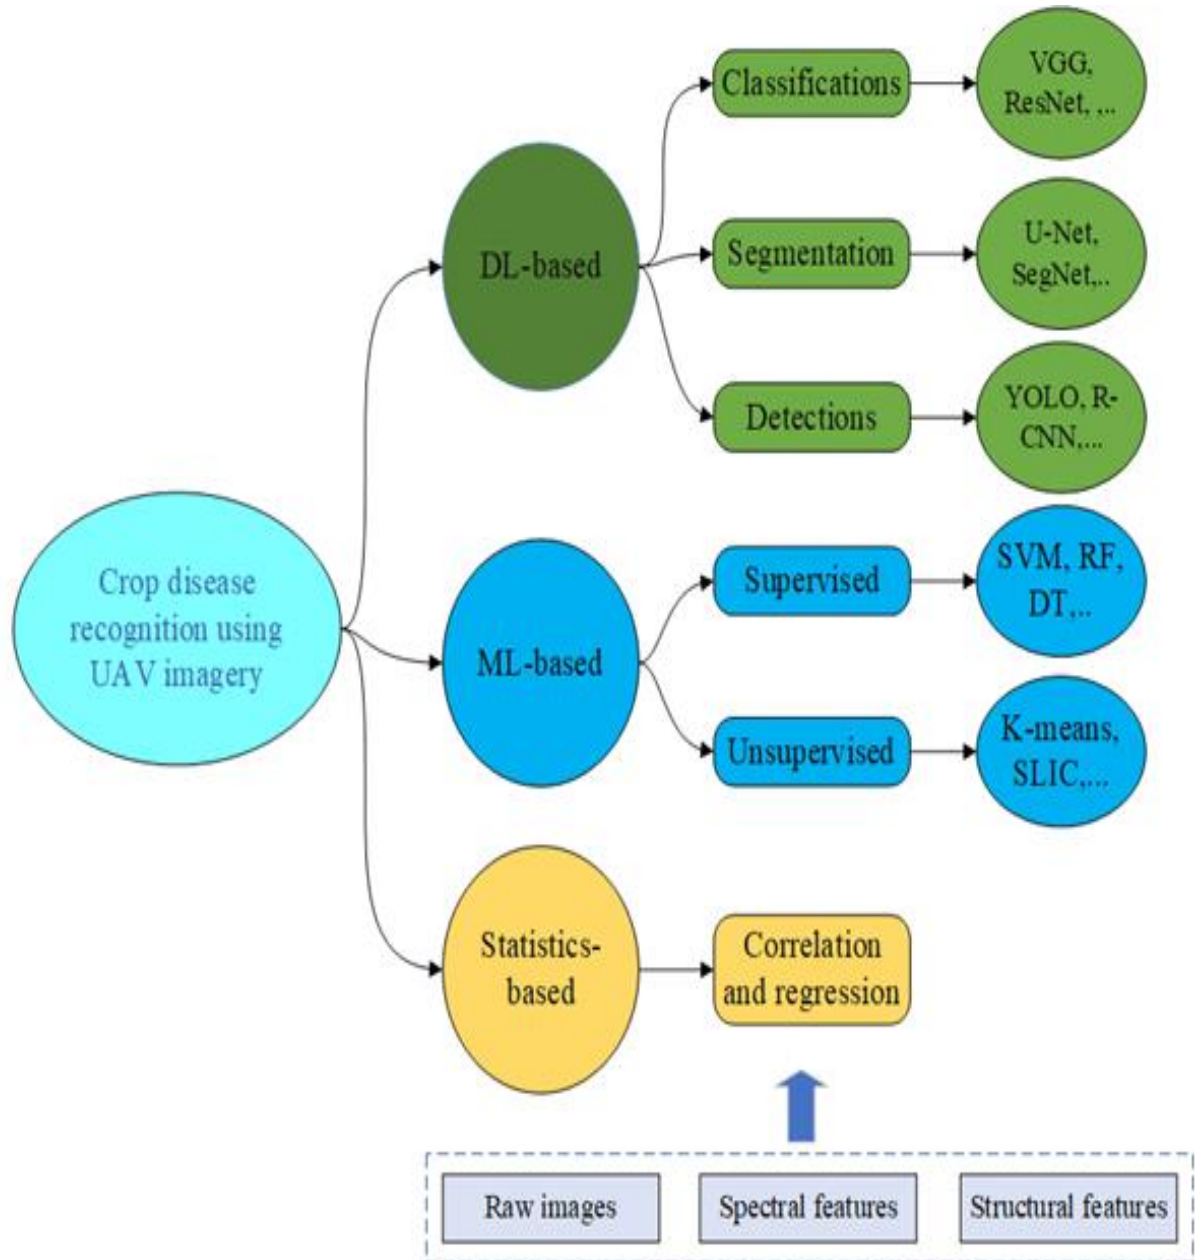 Classifications
VGG,
ResNet, ,..
DL-based
Segmentation
U-Net,
SegNet,..
Detections
YOLO, R-
CNN,...
Crop disease
recognition using
UAV imagery
ML-based
Supervised
SVM, RF,
DT,..
Unsupervised
K-means,
SLIC,...
Statistics-
based
Correlation
and regression
Raw images
Spectral features
Structural features